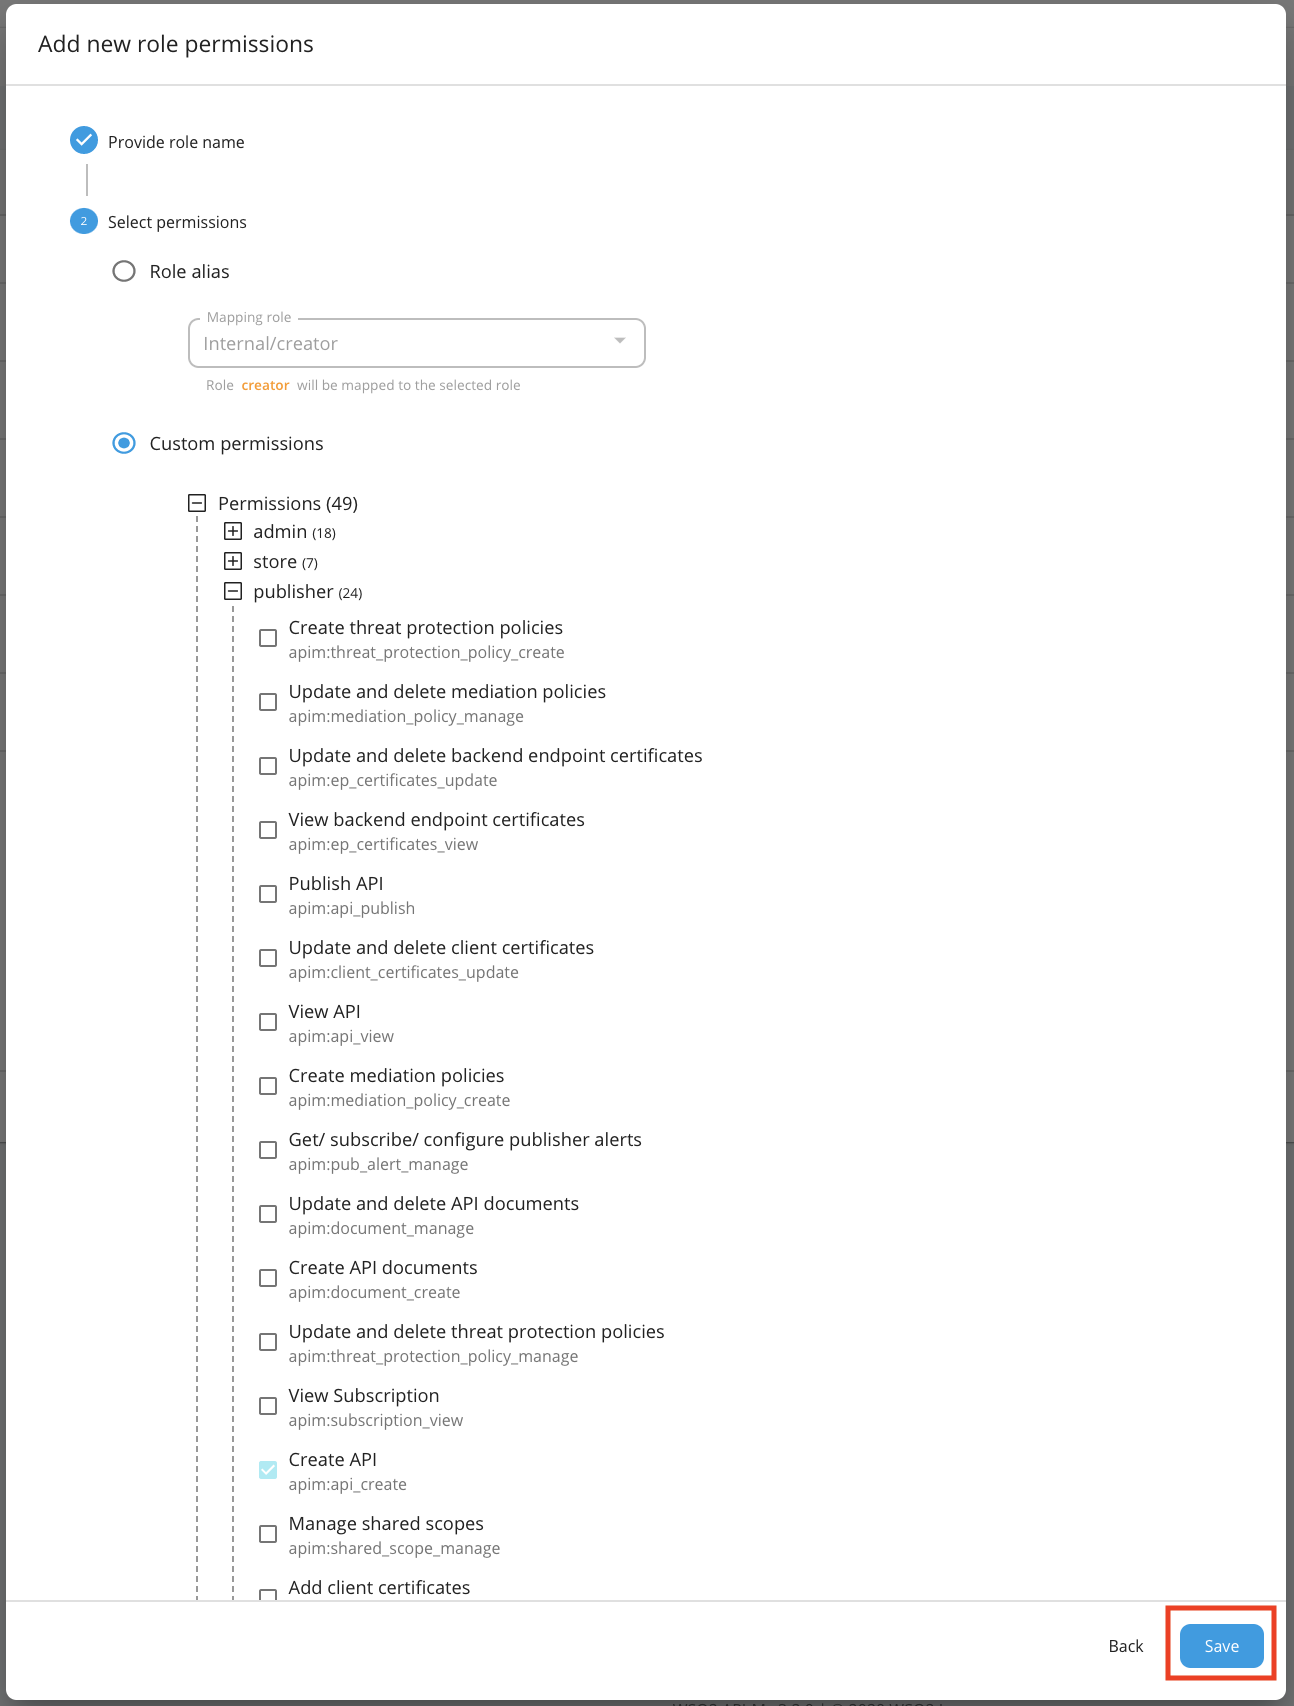 Add new role permissions
Provide role name
2
Select permissions
Role alias
Mapping role
Internal/creator
Role creator will be mapped to the selected role
Custom permissions
Permissions (49)
admin (18)
store (7)
publisher (24)
Create threat protection policies
apim:threat_protection_policy_create
Update and delete mediation policies
apim:mediation_policy_manage
Update and delete backend endpoint certificates
apim:ep_certificates_update
View backend endpoint certificates
apim:ep_certificates_view
Publish API
apim:api_publish
Update and delete client certificates
apim:client_certificates_update
View API
apim:api_view
Create mediation policies
apim:mediation_policy_create
Get/ subscribe/ configure publisher alerts
apim:pub_alert_manage
Update and delete API documents
apim:document_manage
Create API documents
apim:document_create
Update and delete threat protection policies
apim:threat_protection_policy_manage
View Subscription
apim:subscription_view
Create API
apim:api_create
Manage shared scopes
apim:shared_scope_manage
Add client certificates
Back
Save